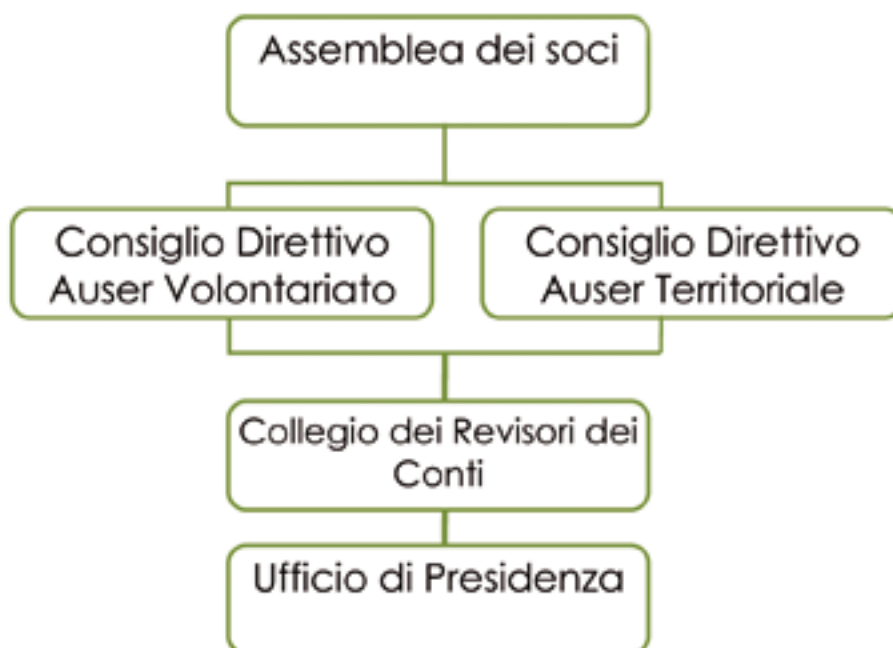 Assemblea dei soci
Consiglio Direttivo
Auser Volontariato
Consiglio Direttivo
Auser Territoriale
Collegio dei Revisori dei
Conti
Ufficio di Presidenza